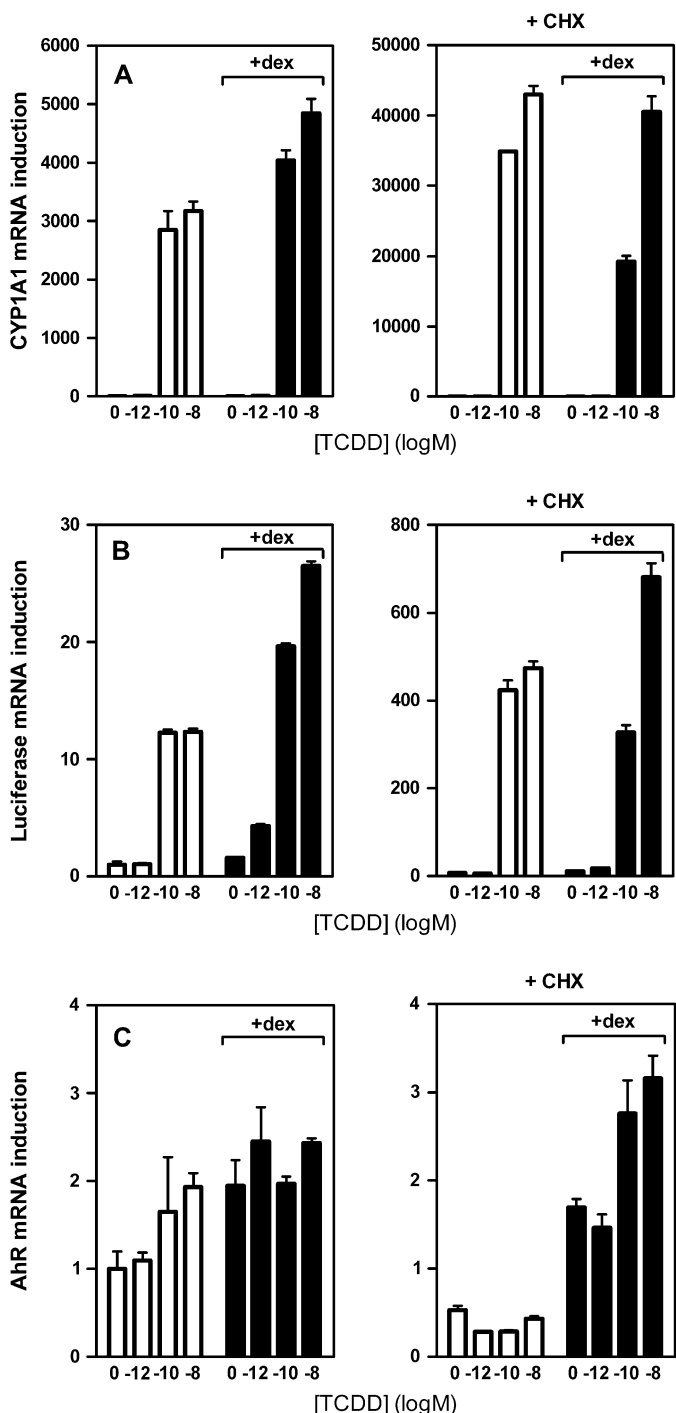 + CHX
A
+dex
+dex
CYP1A1 mRNA induction
6000
5000
4000
3000
2000
1000
0
50000
40000
30000
20000
10000
0
0 -12 -10 -8 0 -12 -10 -8
0 -12 -10 -8 0 -12 -10 -8
[TCDD] (logM)
+ CHX
B
+dex
+dex
Luciferase mRNA induction
30
20
10
0
800
600
400
200
0
0 -12 -10 -8 0 -12 -10 -8
0 -12 -10 -8 0 -12 -10 -8
[TCDD] (logM)
+ CHX
C
+dex
+dex
AhR mRNA induction
4
3
2
1
0
4
3
2
1
0
0 -12 -10 -8 0 -12 -10 -8
0 -12 -10 -8 0 -12 -10 -8
[TCDD] (logM)